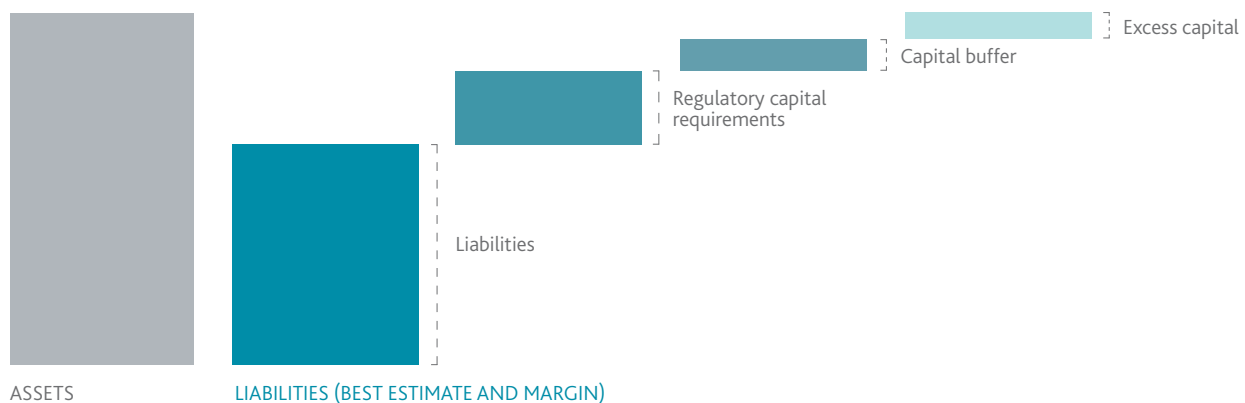 Excess capital
Capital buffer
Regulatory capital
requirements
Liabilities
ASSETS
LIABILITIES (BEST ESTIMATE AND MARGIN)